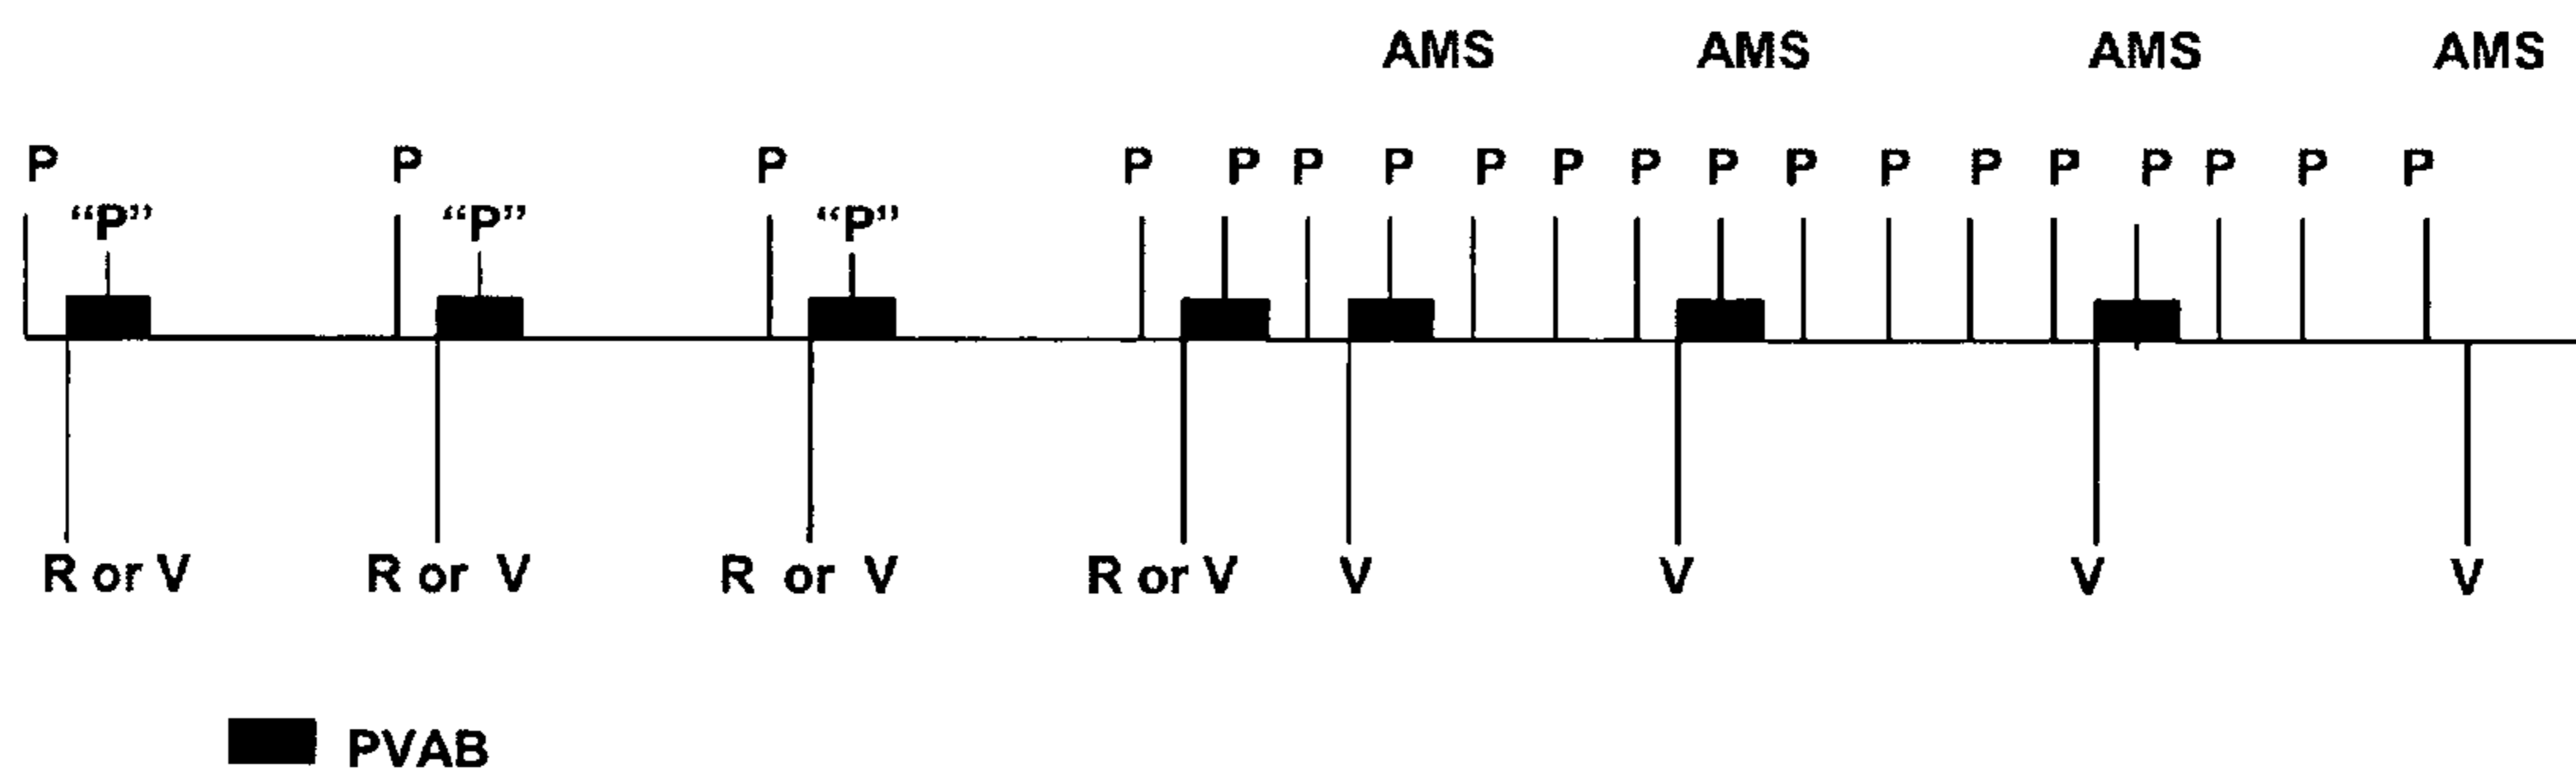 AMS AMS AMS AMS
P P P P P P P P P P P P P P P P P P
“P” “P” “P”
R or V R or V R or V R or V V V V V
PVAB